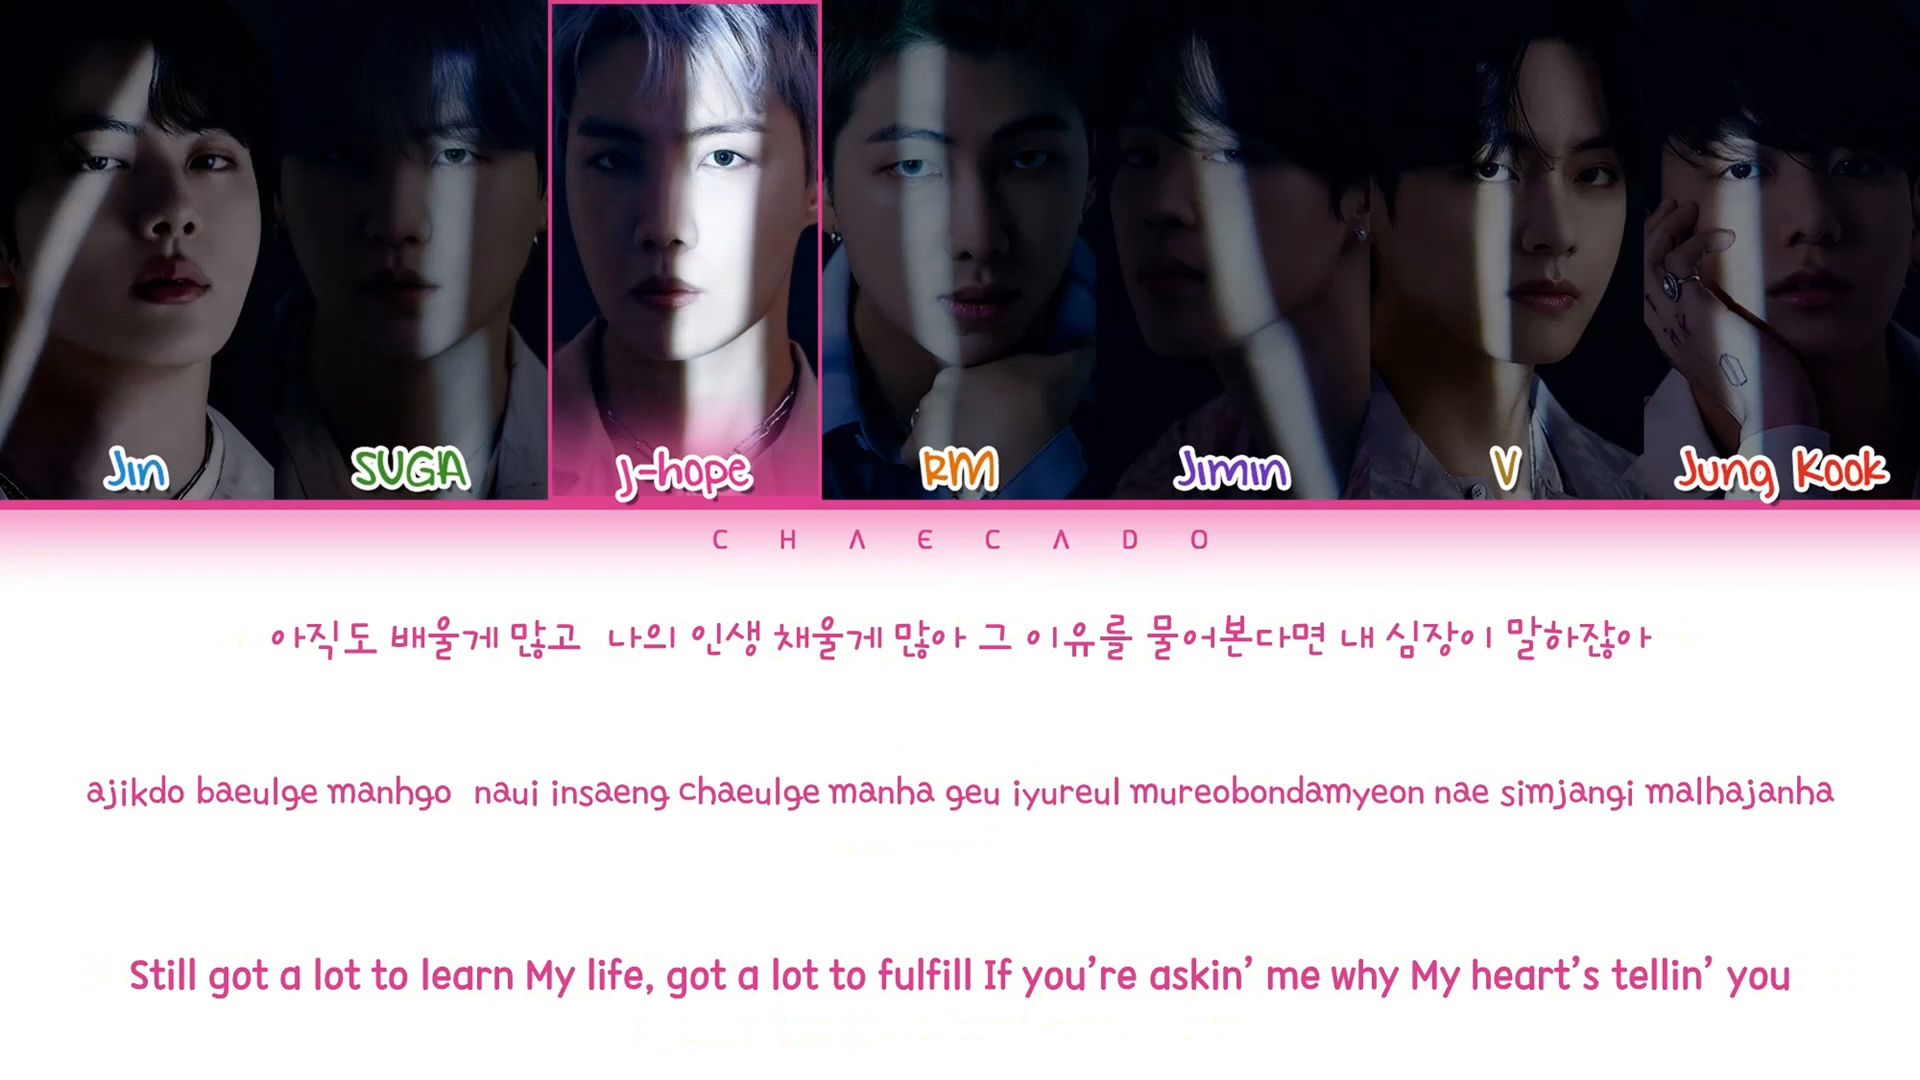 Jin SUGA J-hope RM Jimin V Jung Kook
CHAECADO
아직도 배울게 많고 나의 인생 채울게 많아 그 이유를 물어본다면 내 심장이 말하잖아
ajikdo baeulge manhgo naui insaeng chaeulge manha geu iyureul mureobondamyeon nae simjangi malhajanha
Still got a lot to learn My life, got a lot to fulfill If you’re askin’ me why My heart’s tellin’ you